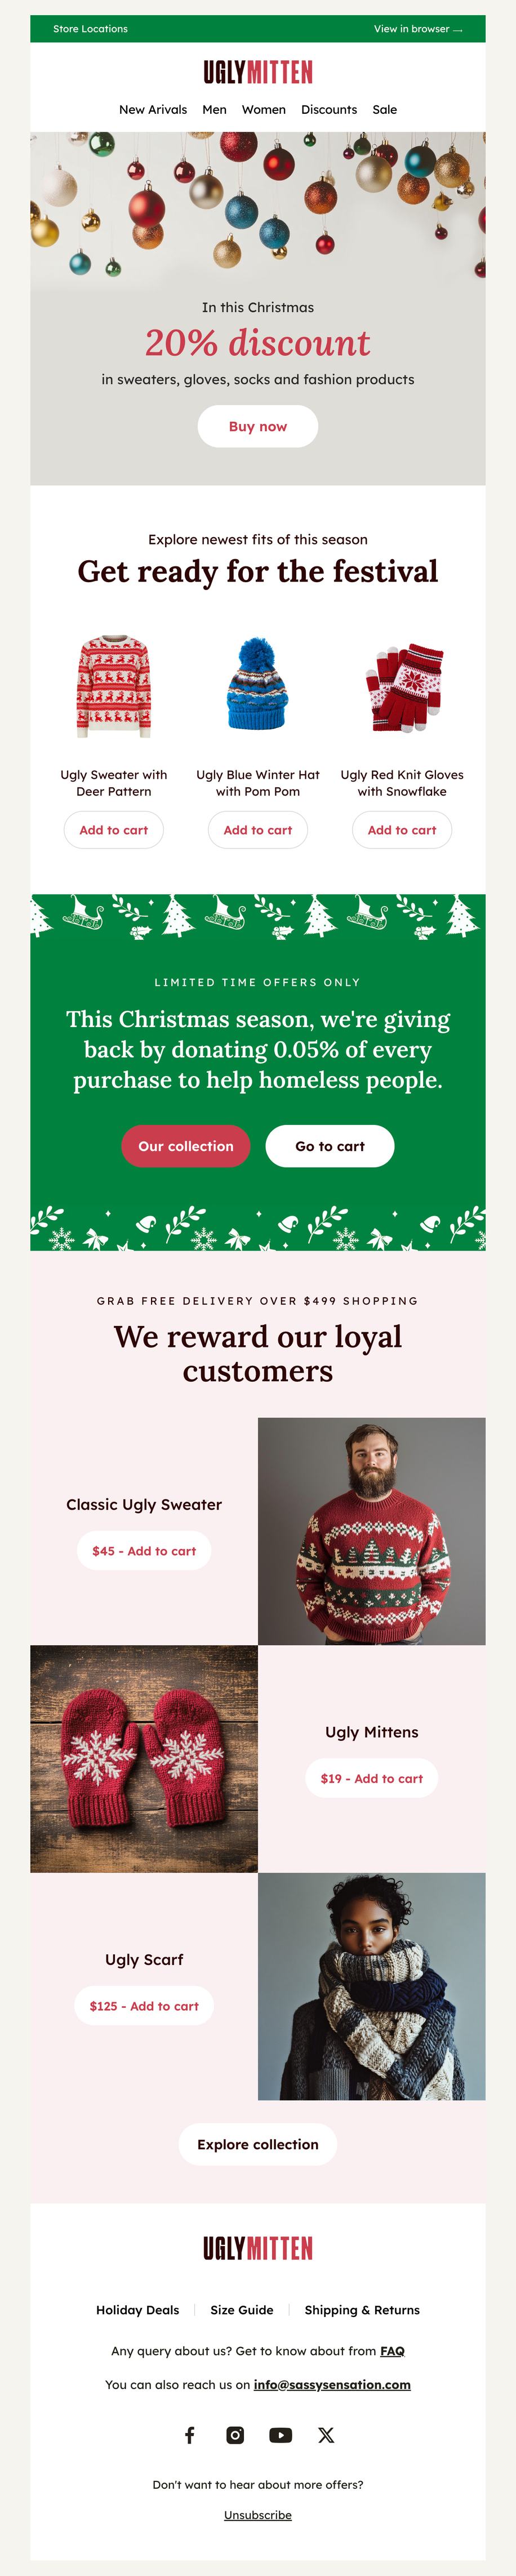 Store Locations
View in browser →
UGLYMITTEN
New Arivals Men Women Discounts Sale
In this Christmas
20% discount
in sweaters, gloves, socks and fashion products
Buy now
Explore newest fits of this season
Get ready for the festival
Ugly Sweater with
Deer Pattern
Add to cart
Ugly Blue Winter Hat
with Pom Pom
Add to cart
Ugly Red Knit Gloves
with Snowflake
Add to cart
LIMITED TIME OFFERS ONLY
This Christmas season, we're giving
back by donating 0.05% of every
purchase to help homeless people.
Our collection
Go to cart
GRAB FREE DELIVERY OVER $499 SHOPPING
We reward our loyal
customers
Classic Ugly Sweater
$45 - Add to cart
Ugly Mittens
$19 - Add to cart
Ugly Scarf
$125 - Add to cart
Explore collection
UGLYMITTEN
Holiday Deals
Size Guide
Shipping & Returns
Any query about us? Get to know about from FAQ
You can also reach us on info@sassysensation.com
Don't want to hear about more offers?
Unsubscribe